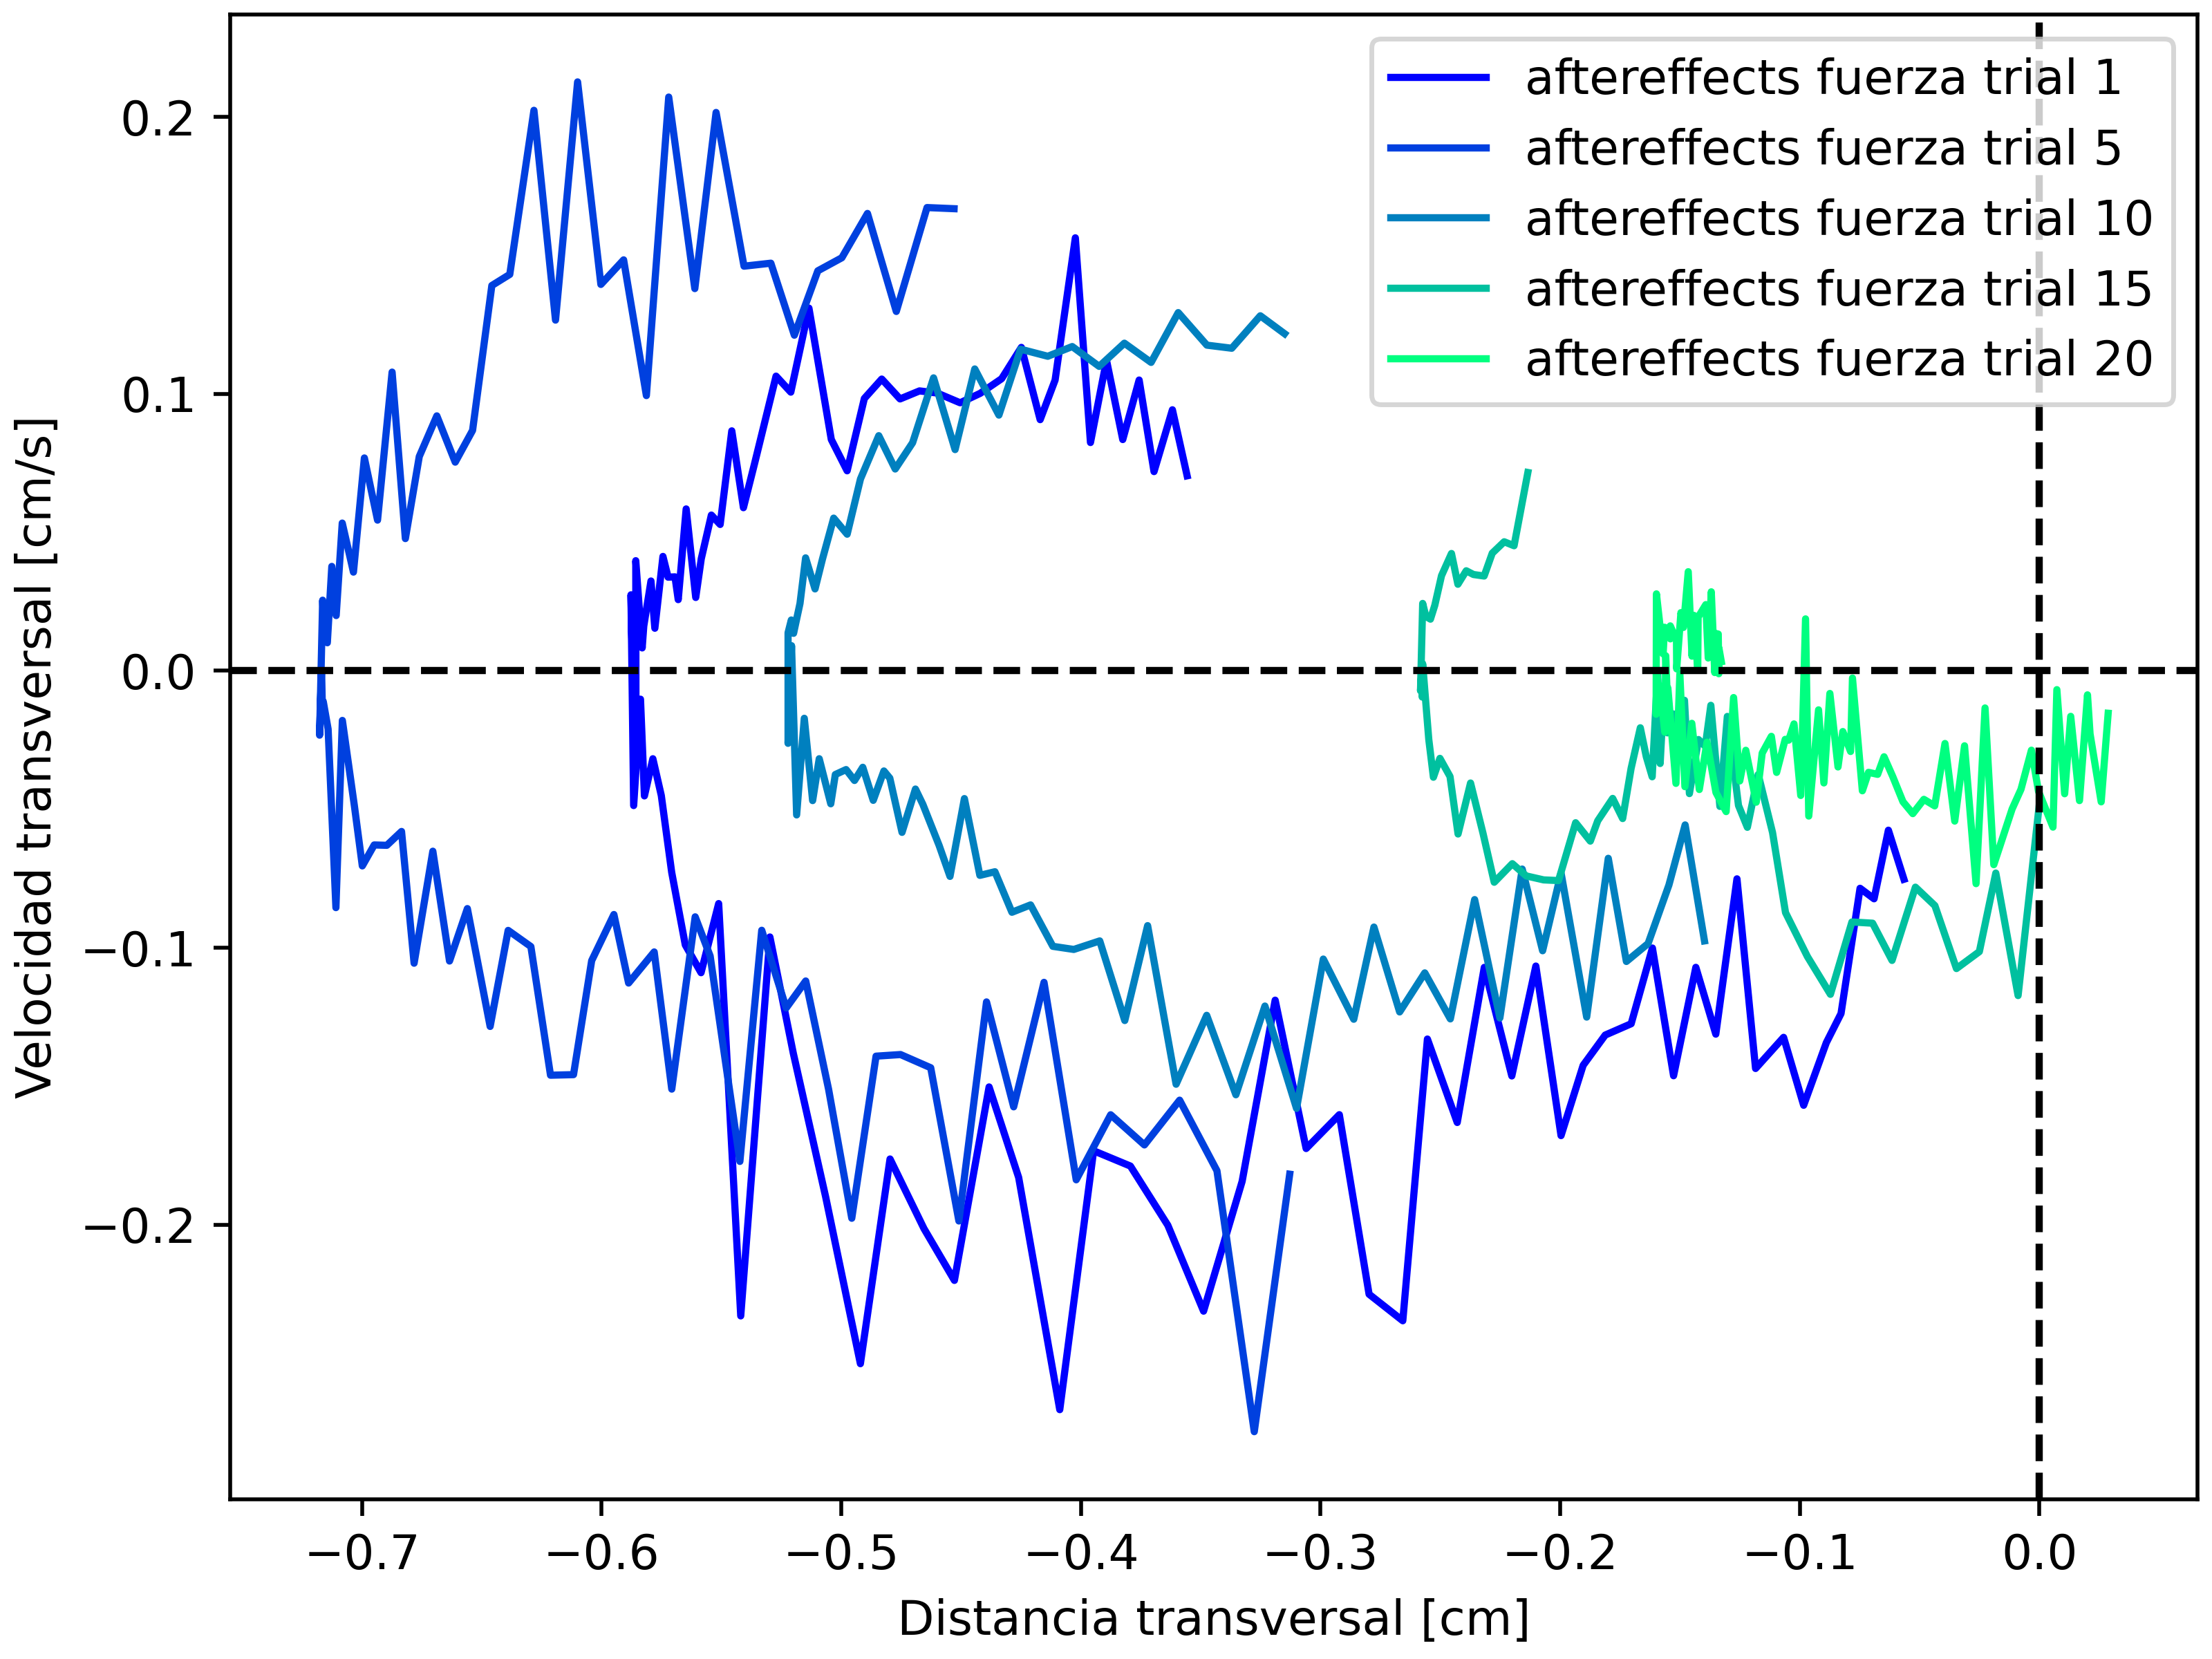 aftereffects fuerza trial 1
aftereffects fuerza trial 5
aftereffects fuerza trial 10
aftereffects fuerza trial 15
aftereffects fuerza trial 20
Velocidad transversal [cm/s]
0.2
0.1
0.0
−0.1
−0.2
−0.7 −0.6 −0.5 −0.4 −0.3 −0.2 −0.1 0.0
Distancia transversal [cm]